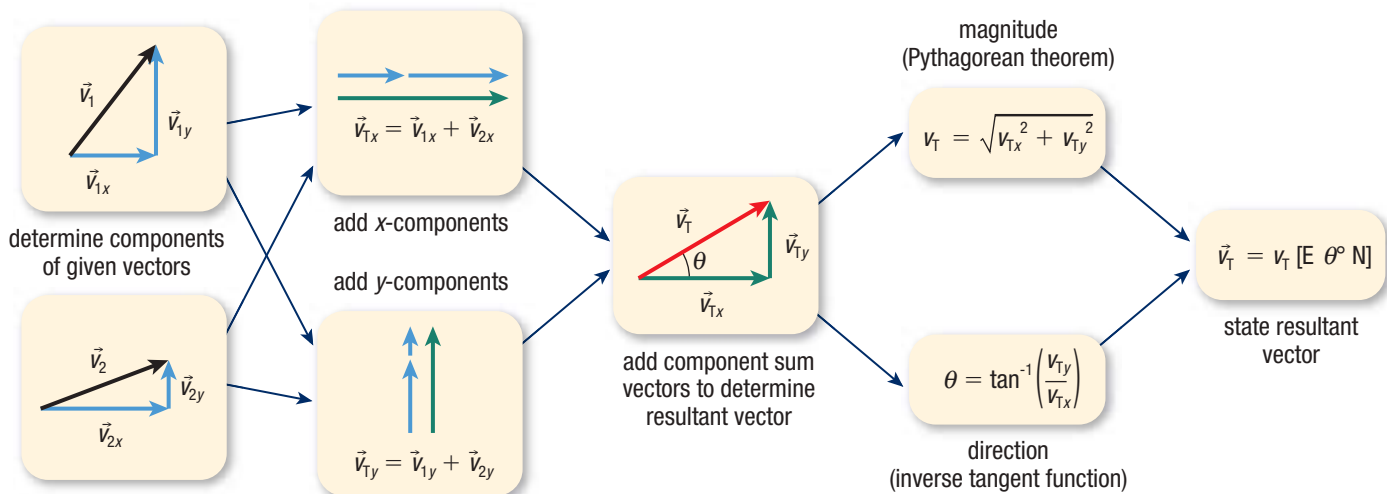 v⃗₁
v⃗₁y
v⃗₁x
determine components
of given vectors
v⃗₂
v⃗₂y
v⃗₂x
v⃗Tx = v⃗₁x + v⃗₂x
add x-components
add y-components
v⃗Ty = v⃗₁y + v⃗₂y
v⃗T
θ
v⃗Ty
v⃗Tx
add component sum
vectors to determine
resultant vector
magnitude
(Pythagorean theorem)
vT = √(vTx² + vTy²)
θ = tan⁻¹(vTy/vTx)
direction
(inverse tangent function)
v⃗T = vT [E θ° N]
state resultant
vector